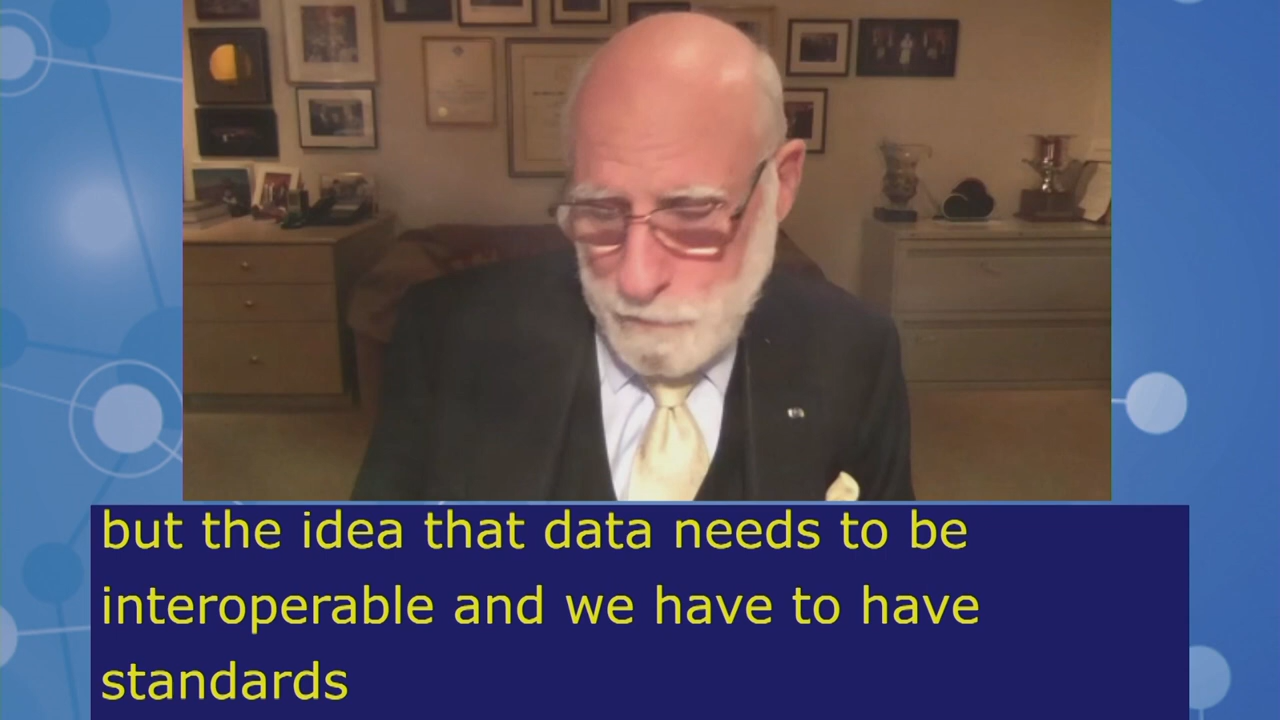 but the idea that data needs to be
interoperable and we have to have
standards